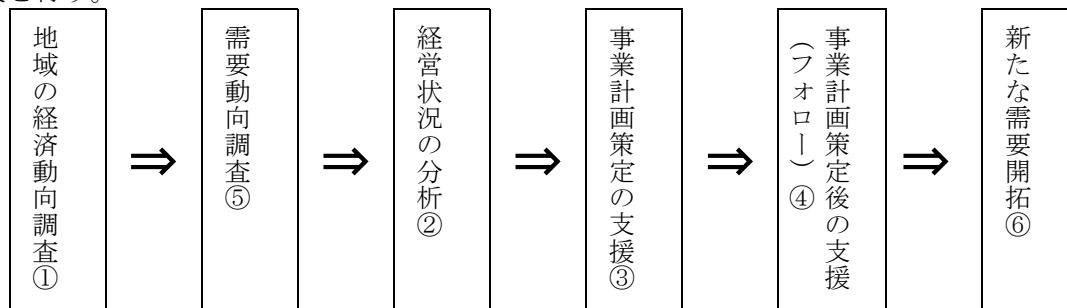 を行う。
地域の経済動向調査①
⇒
需要動向調査⑤
⇒
経営状況の分析②
⇒
事業計画策定の支援③
⇒
事業計画策定後の支援
（フォロー）④
⇒
新たな需要開拓⑥